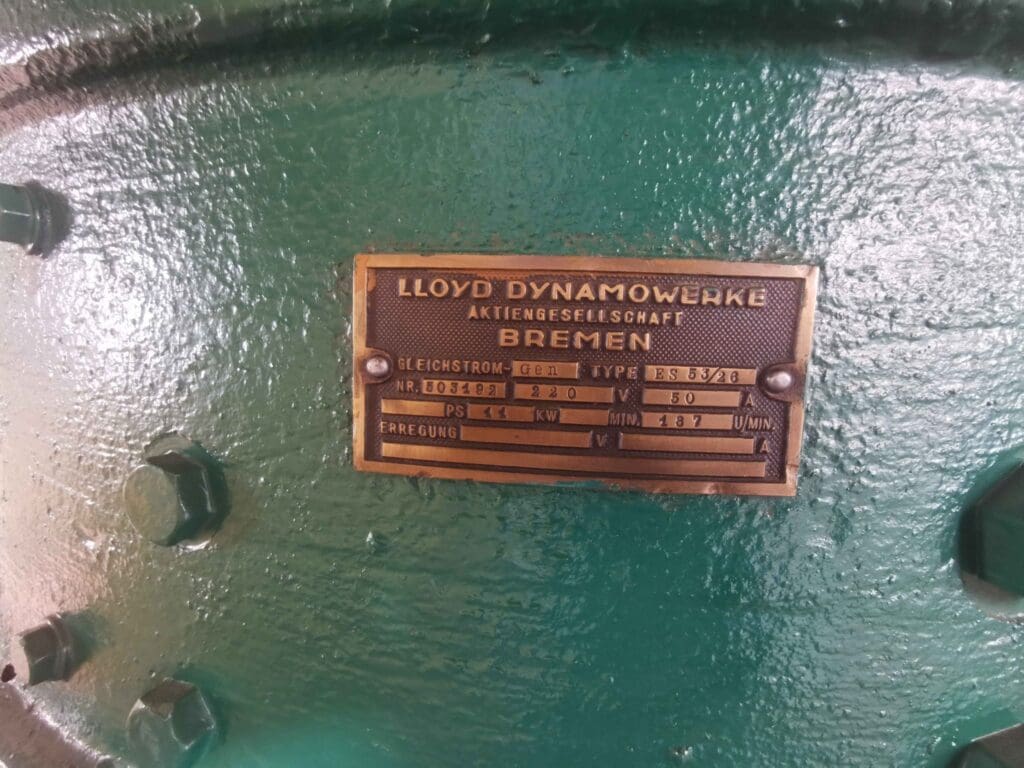 LLOYD DYNAMOWERKE
AKTIENGESELLSCHAFT
BREMEN
GLEICHSTROM- Gen TYPE ES 53/26
NR. 503192 220 V 50 A
PS 11 KW MIN. 187 U/MIN.
ERREGUNG V A